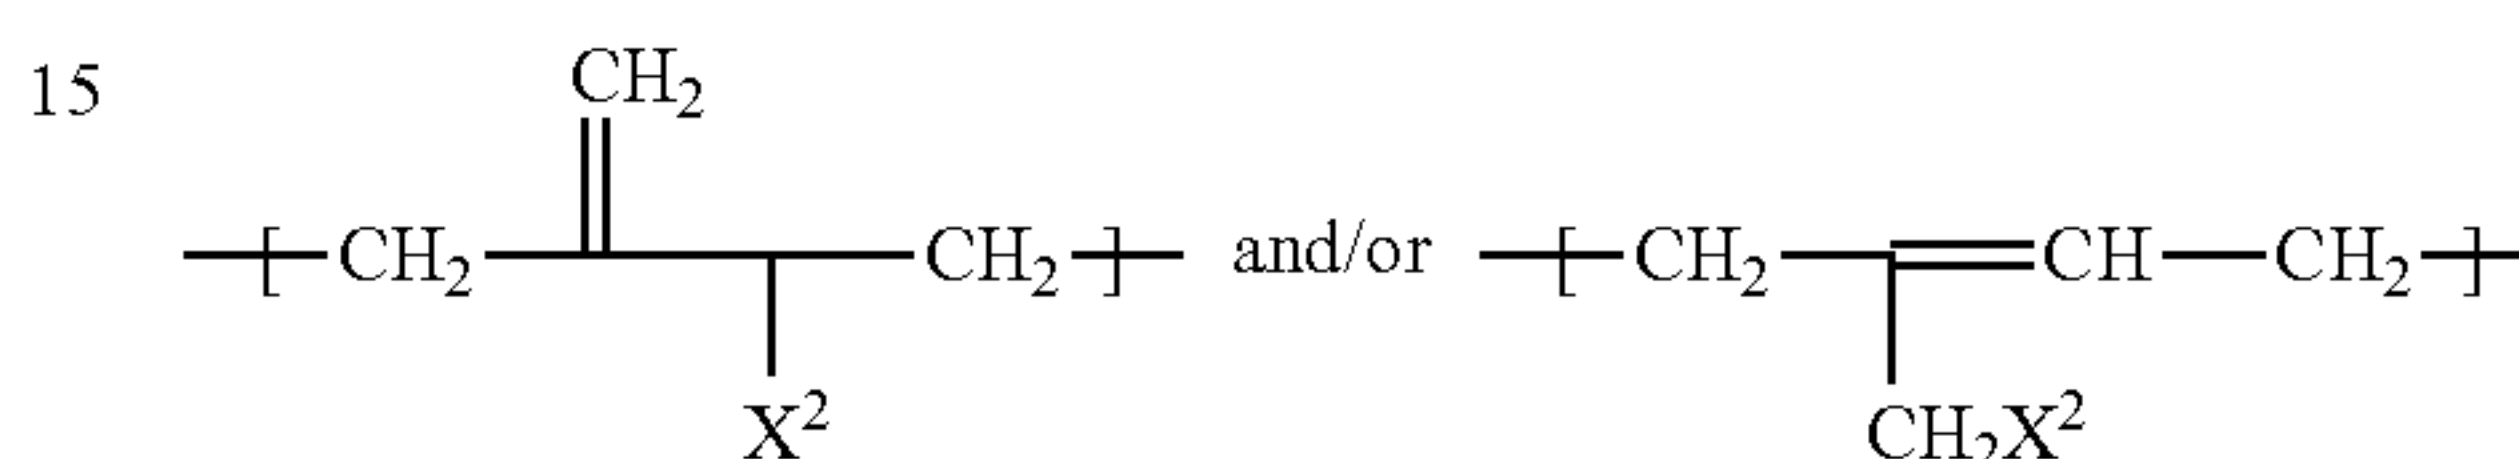 15 CH2
[ CH2 CH2 ] and/or [ CH2 CH CH2 ]
X2 CH2X2